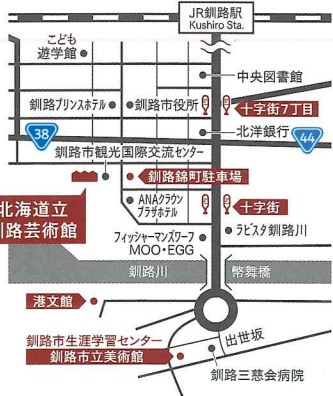 JR釧路駅
Kushiro Sta.
こども
遊学館
中央図書館
釧路プリンスホテル
釧路市役所
十字街7丁目
38
北洋銀行
44
釧路市観光国際交流センター
釧路錦町駐車場
北海道立
釧路芸術館
ANAクラウン
プラザホテル
十字街
フィッシャーマンズワーフ
MOO・EGG
ラビスタ釧路川
釧路川
幣舞橋
港文館
釧路市生涯学習センター
釧路市立美術館
出世坂
釧路三慈会病院